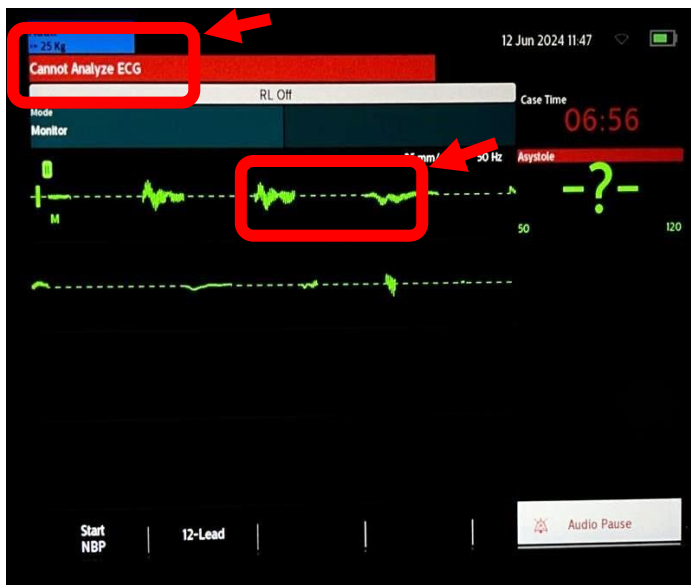 25 Kg
12 Jun 2024 11:47
Cannot Analyze ECG
RL Off
Case Time
06:56
Mode
Monitor
50 Hz
Asystole
II
-?-
M
50
120
Start
NBP
12-Lead
Audio Pause